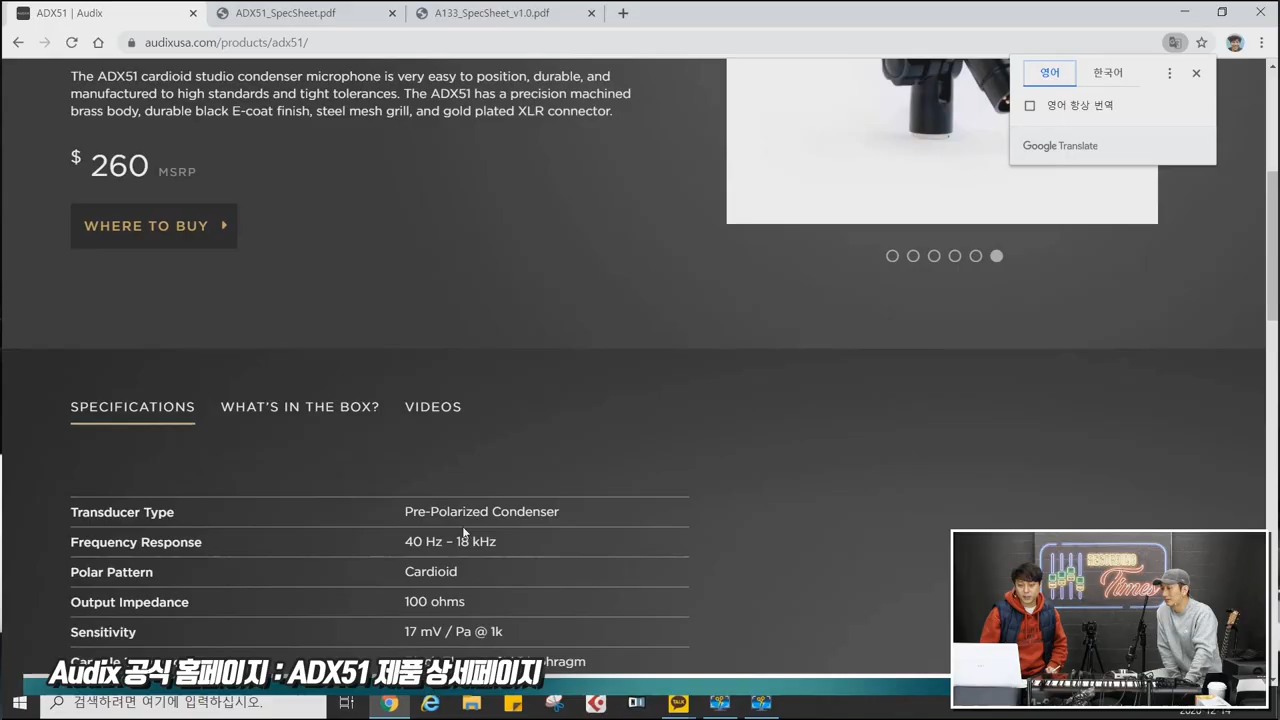 ADX51 | Audix
ADX51_SpecSheet.pdf
A133_SpecSheet_v1.0.pdf
audixusa.com/products/adx51/
영어
한국어
영어 항상 번역
Google Translate
The ADX51 cardioid studio condenser microphone is very easy to position, durable, and
manufactured to high standards and tight tolerances. The ADX51 has a precision machined
brass body, durable black E-coat finish, steel mesh grill, and gold plated XLR connector.
$ 260 MSRP
WHERE TO BUY
SPECIFICATIONS WHAT'S IN THE BOX? VIDEOS
Transducer Type Pre-Polarized Condenser
Frequency Response 40 Hz – 18 kHz
Polar Pattern Cardioid
Output Impedance 100 ohms
Sensitivity 17 mV / Pa @ 1k
RECORDING
Times
Audix 공식 홈페이지 : ADX51 제품 상세페이지
검색하려면 여기에 입력하십시오.
TALK
2020-12-14